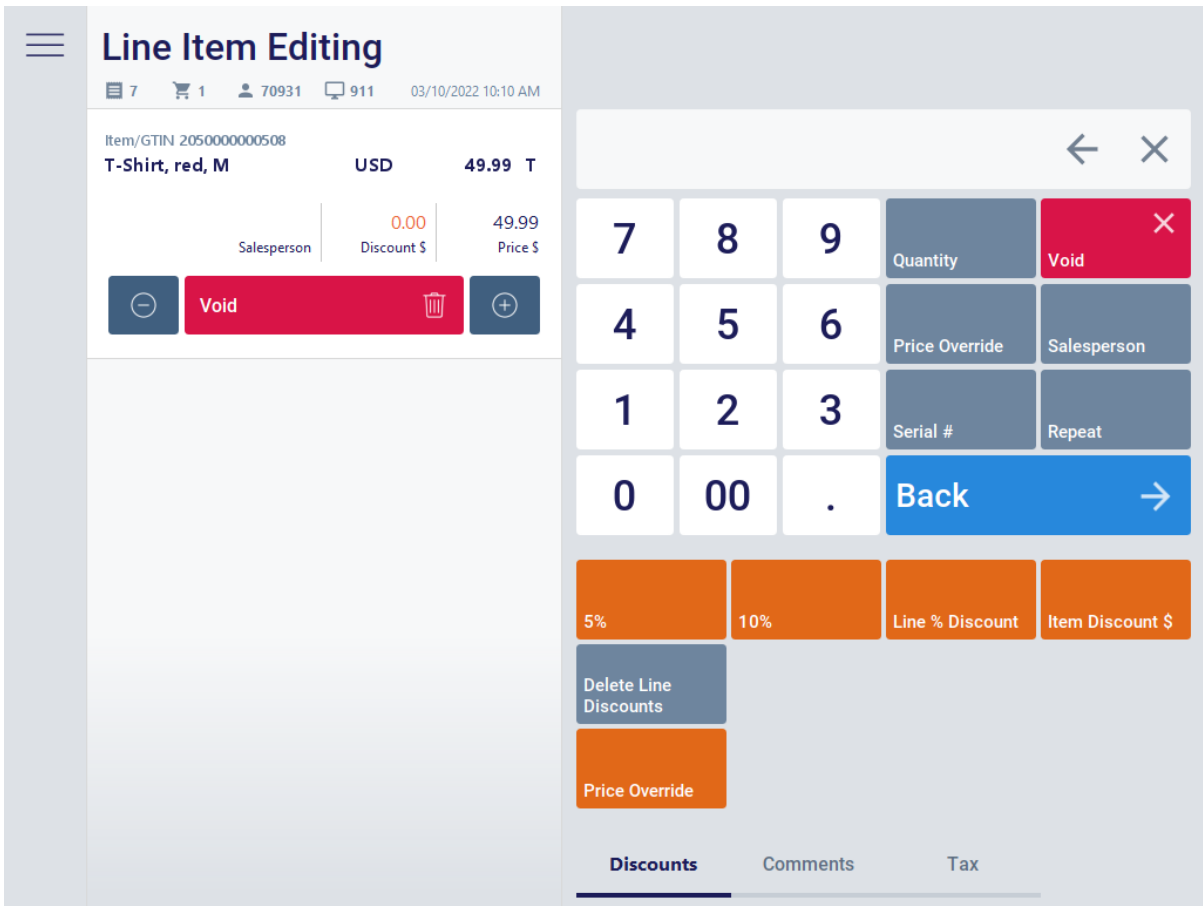 Line Item Editing
7 1 70931 911 03/10/2022 10:10 AM
Item/GTIN 2050000000508
T-Shirt, red, M USD 49.99 T
0.00 49.99
Salesperson Discount $ Price $
Void
7 8 9 Quantity Void
4 5 6 Price Override Salesperson
1 2 3 Serial # Repeat
0 00 . Back
5% 10% Line % Discount Item Discount $
Delete Line
Discounts
Price Override
Discounts Comments Tax